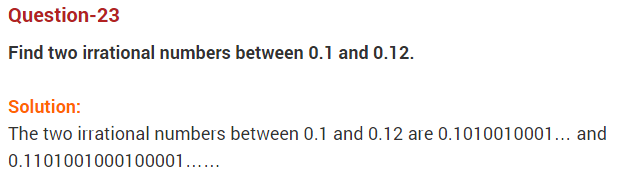 Question-23
Find two irrational numbers between 0.1 and 0.12.
Solution:
The two irrational numbers between 0.1 and 0.12 are 0.1010010001... and
0.1101001000100001......